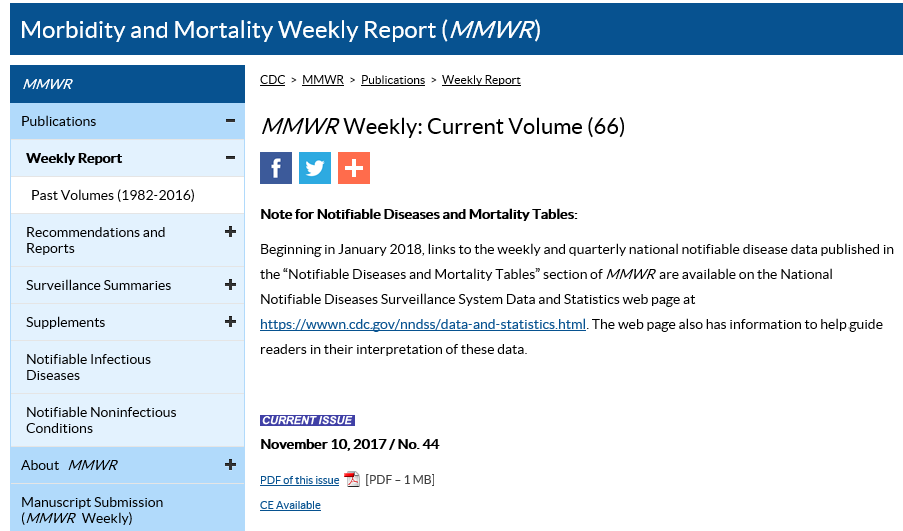 Morbidity and Mortality Weekly Report (MMWR)
MMWR
Publications
Weekly Report
Past Volumes (1982-2016)
Recommendations and
Reports
Surveillance Summaries
Supplements
Notifiable Infectious
Diseases
Notifiable Noninfectious
Conditions
About MMWR
Manuscript Submission
(MMWR Weekly)
CDC > MMWR > Publications > Weekly Report
MMWR Weekly: Current Volume (66)
Note for Notifiable Diseases and Mortality Tables:
Beginning in January 2018, links to the weekly and quarterly national notifiable disease data published in
the “Notifiable Diseases and Mortality Tables” section of MMWR are available on the National
Notifiable Diseases Surveillance System Data and Statistics web page at
https://wwwn.cdc.gov/nndss/data-and-statistics.html. The web page also has information to help guide
readers in their interpretation of these data.
CURRENT ISSUE
November 10, 2017 / No. 44
PDF of this issue [PDF – 1 MB]
CE Available